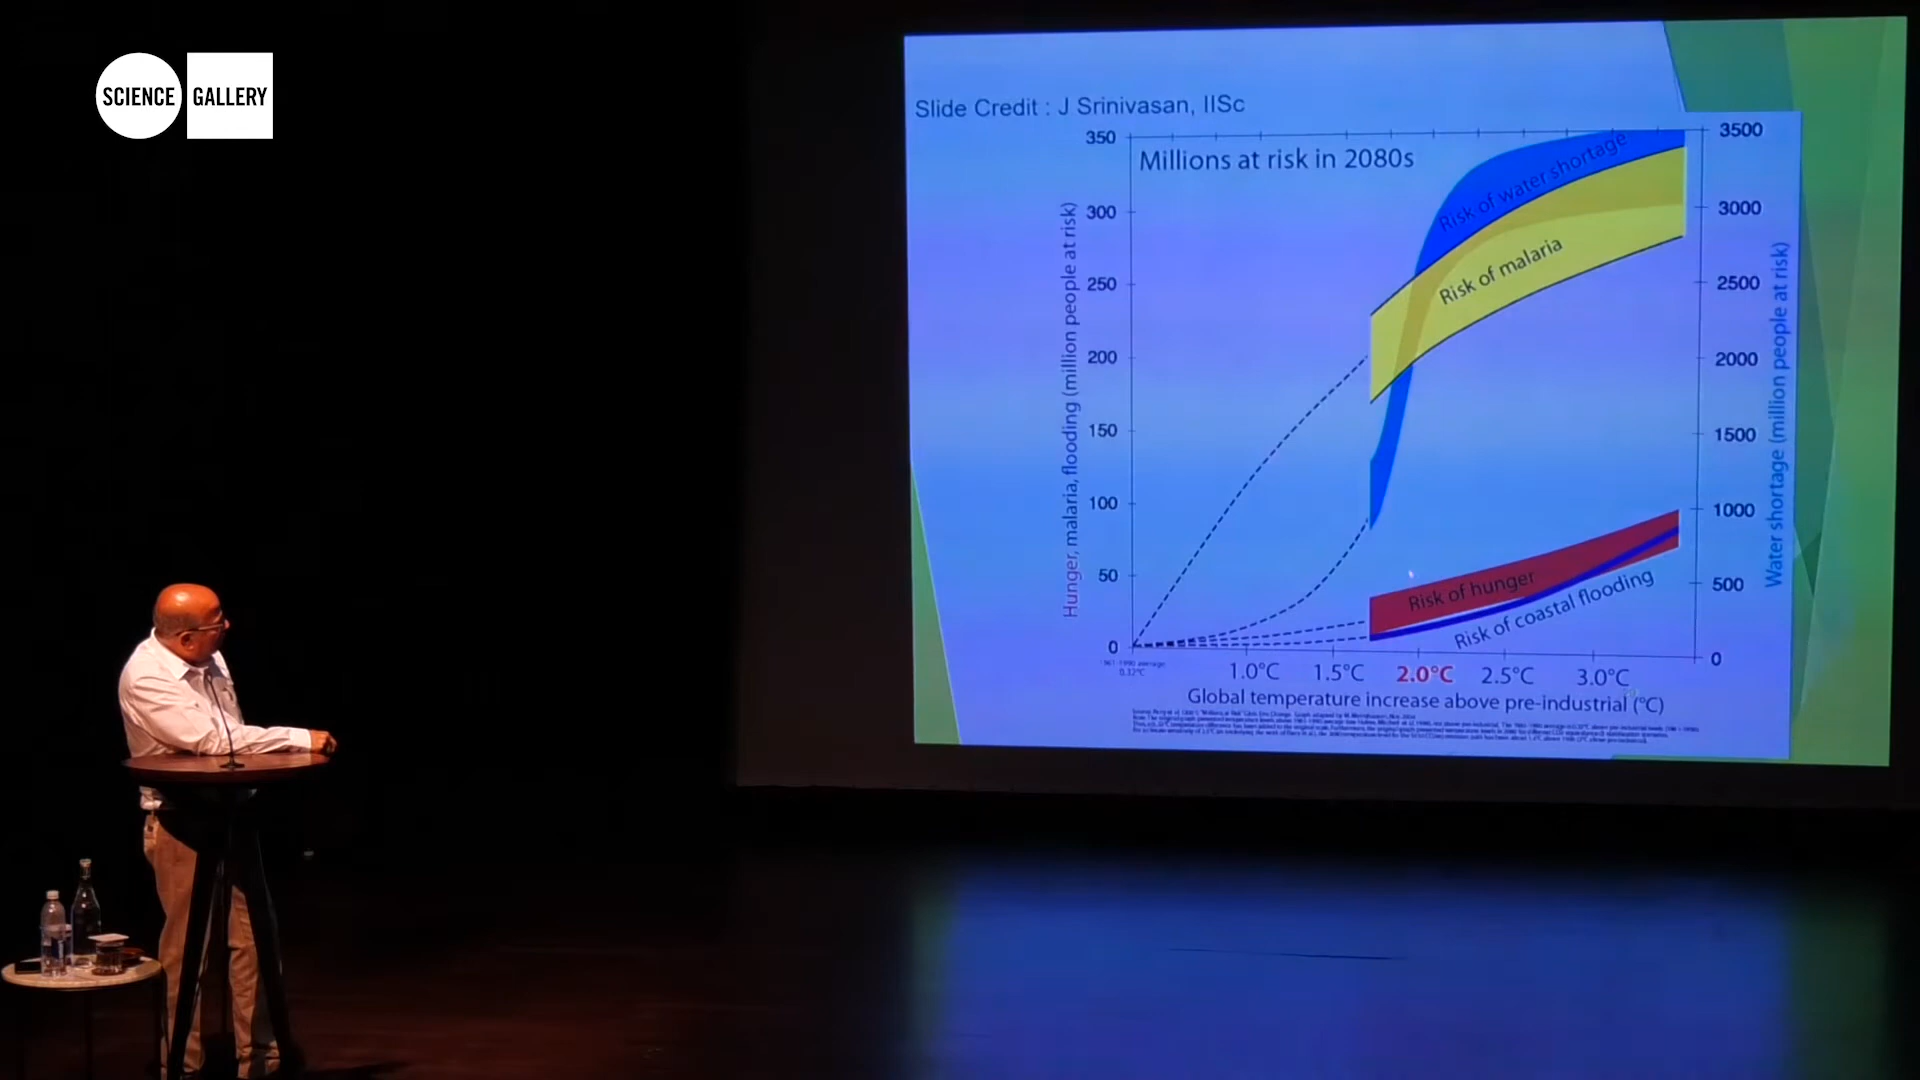 SCIENCE GALLERY
Slide Credit : J Srinivasan, IISc
Millions at risk in 2080s
350
300
250
200
150
100
50
0
Hunger, malaria, flooding (million people at risk)
3500
3000
2500
2000
1500
1000
500
0
Water shortage (million people at risk)
Risk of water shortage
Risk of malaria
Risk of hunger
Risk of coastal flooding
1.0°C 1.5°C 2.0°C 2.5°C 3.0°C
Global temperature increase above pre-industrial (°C)